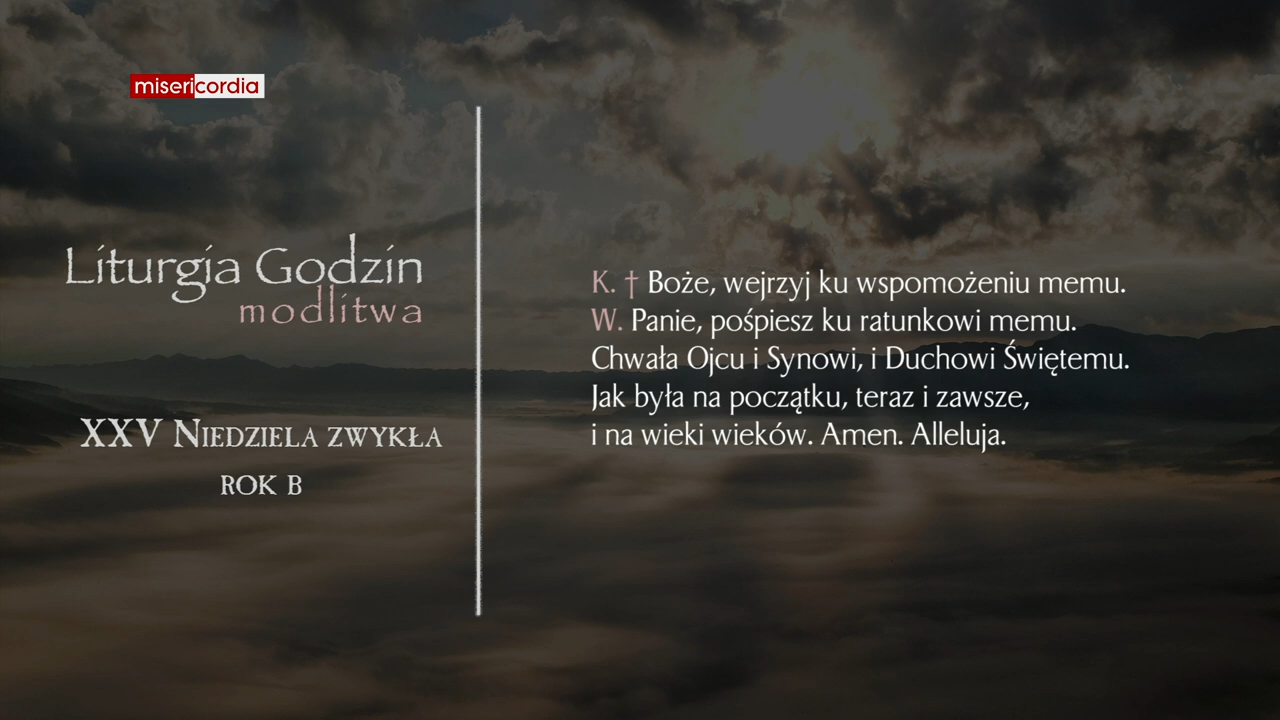 misericordia
Liturgia Godzin
modlitwa
XXV Niedziela zwykła
rok B
K. † Boże, wejrzyj ku wspomożeniu memu.
W. Panie, pośpiesz ku ratunkowi memu.
Chwała Ojcu i Synowi, i Duchowi Świętemu.
Jak była na początku, teraz i zawsze,
i na wieki wieków. Amen. Alleluja.